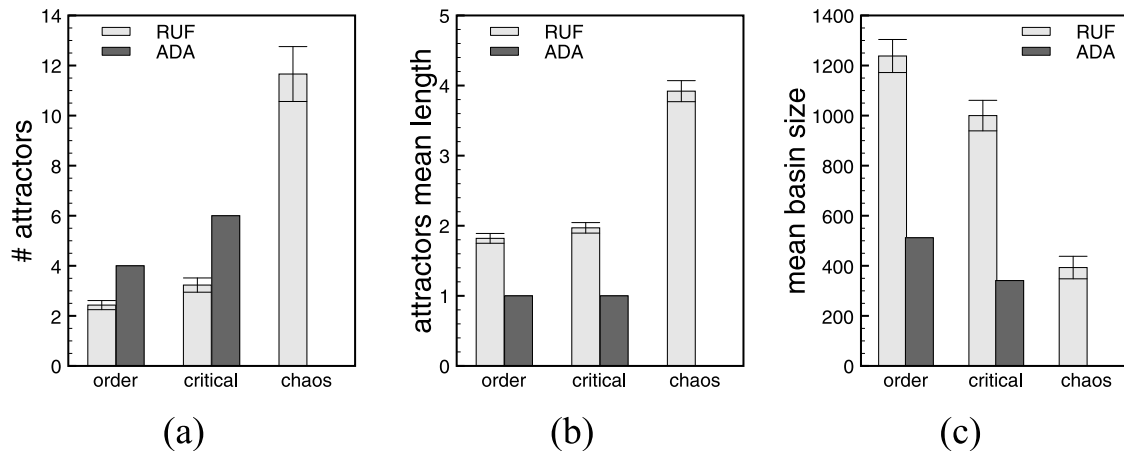 # attractors
14
12
10
8
6
4
2
0
RUF
ADA
order critical chaos
(a)
attractors mean length
5
4
3
2
1
0
RUF
ADA
order critical chaos
(b)
mean basin size
1400
1200
1000
800
600
400
200
0
RUF
ADA
order critical chaos
(c)